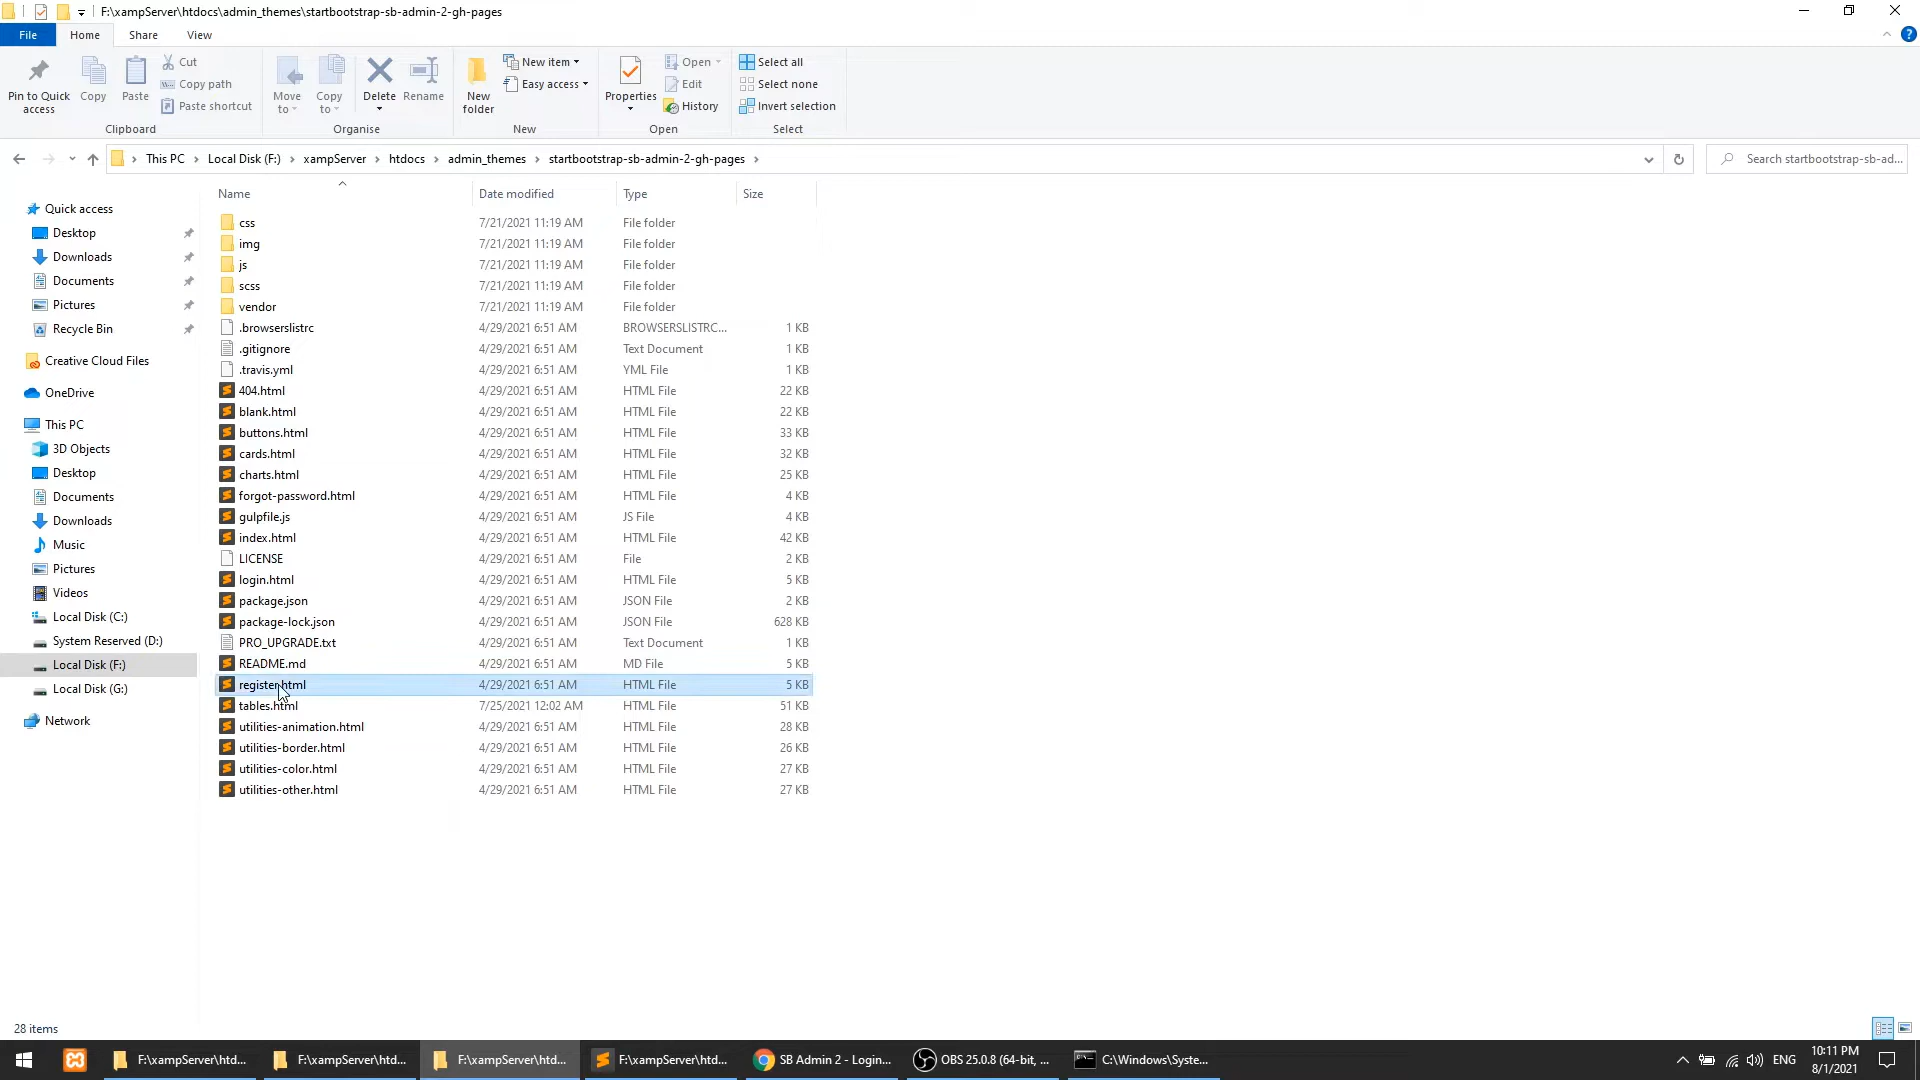 F:\xampServer\htdocs\admin_themes\startbootstrap-sb-admin-2-gh-pages
File Home Share View
Pin to Quick access
Copy
Paste
Cut
Copy path
Paste shortcut
Clipboard
Move to
Copy to
Delete
Rename
Organise
New folder
New item
Easy access
New
Properties
Open
Edit
History
Open
Select all
Select none
Invert selection
Select
This PC Local Disk (F:) xampServer htdocs admin_themes startbootstrap-sb-admin-2-gh-pages
Search startbootstrap-sb-ad...
Quick access
Desktop
Downloads
Documents
Pictures
Recycle Bin
Creative Cloud Files
OneDrive
This PC
3D Objects
Desktop
Documents
Downloads
Music
Pictures
Videos
Local Disk (C:)
System Reserved (D:)
Local Disk (F:)
Local Disk (G:)
Network
Name Date modified Type Size
css 7/21/2021 11:19 AM File folder
img 7/21/2021 11:19 AM File folder
js 7/21/2021 11:19 AM File folder
scss 7/21/2021 11:19 AM File folder
vendor 7/21/2021 11:19 AM File folder
.browserslistrc 4/29/2021 6:51 AM BROWSERSLISTRC... 1 KB
.gitignore 4/29/2021 6:51 AM Text Document 1 KB
.travis.yml 4/29/2021 6:51 AM YML File 1 KB
404.html 4/29/2021 6:51 AM HTML File 22 KB
blank.html 4/29/2021 6:51 AM HTML File 22 KB
buttons.html 4/29/2021 6:51 AM HTML File 33 KB
cards.html 4/29/2021 6:51 AM HTML File 32 KB
charts.html 4/29/2021 6:51 AM HTML File 25 KB
forgot-password.html 4/29/2021 6:51 AM HTML File 4 KB
gulpfile.js 4/29/2021 6:51 AM JS File 4 KB
index.html 4/29/2021 6:51 AM HTML File 42 KB
LICENSE 4/29/2021 6:51 AM File 2 KB
login.html 4/29/2021 6:51 AM HTML File 5 KB
package.json 4/29/2021 6:51 AM JSON File 2 KB
package-lock.json 4/29/2021 6:51 AM JSON File 628 KB
PRO_UPGRADE.txt 4/29/2021 6:51 AM Text Document 1 KB
README.md 4/29/2021 6:51 AM MD File 5 KB
register.html 4/29/2021 6:51 AM HTML File 5 KB
tables.html 7/25/2021 12:02 AM HTML File 51 KB
utilities-animation.html 4/29/2021 6:51 AM HTML File 28 KB
utilities-border.html 4/29/2021 6:51 AM HTML File 26 KB
utilities-color.html 4/29/2021 6:51 AM HTML File 27 KB
utilities-other.html 4/29/2021 6:51 AM HTML File 27 KB
28 items
F:\xampServer\htd...
F:\xampServer\htd...
F:\xampServer\htd...
F:\xampServer\htd...
SB Admin 2 - Login...
OBS 25.0.8 (64-bit, ...
C:\Windows\Syste...
ENG
10:11 PM
8/1/2021